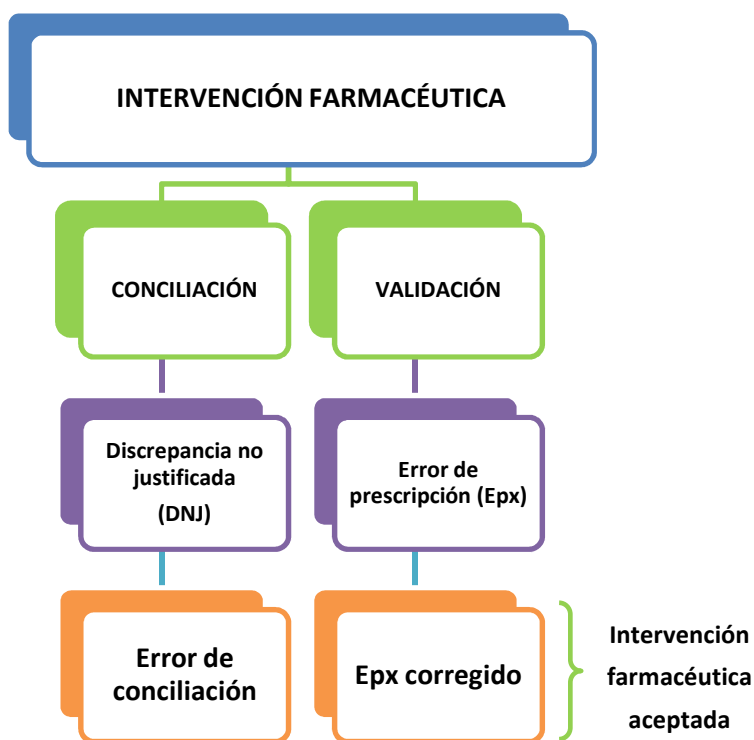 INTERVENCIÓN FARMACÉUTICA
CONCILIACIÓN
VALIDACIÓN
Discrepancia no
justificada
(DNJ)
Error de
prescripción (Epx)
Error de
conciliación
Epx corregido
Intervención
farmacéutica
aceptada